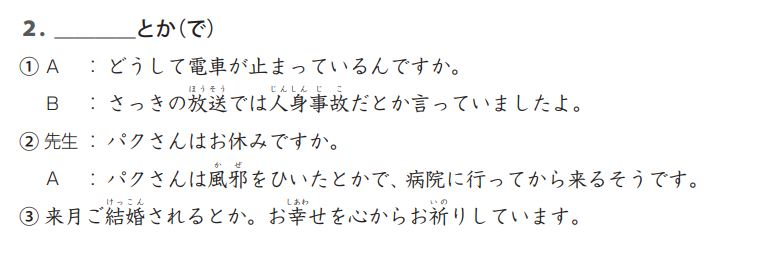 2. ________とか(で)
① A : どうして電車が止まっているんですか。
B : さっきの放送では人身事故だとか言っていましたよ。
② 先生 : パクさんはお休みですか。
A : パクさんは風邪をひいたとかで、病院に行ってから来るそうです。
③ 来月ご結婚されるとか。お幸せを心からお祈りしています。